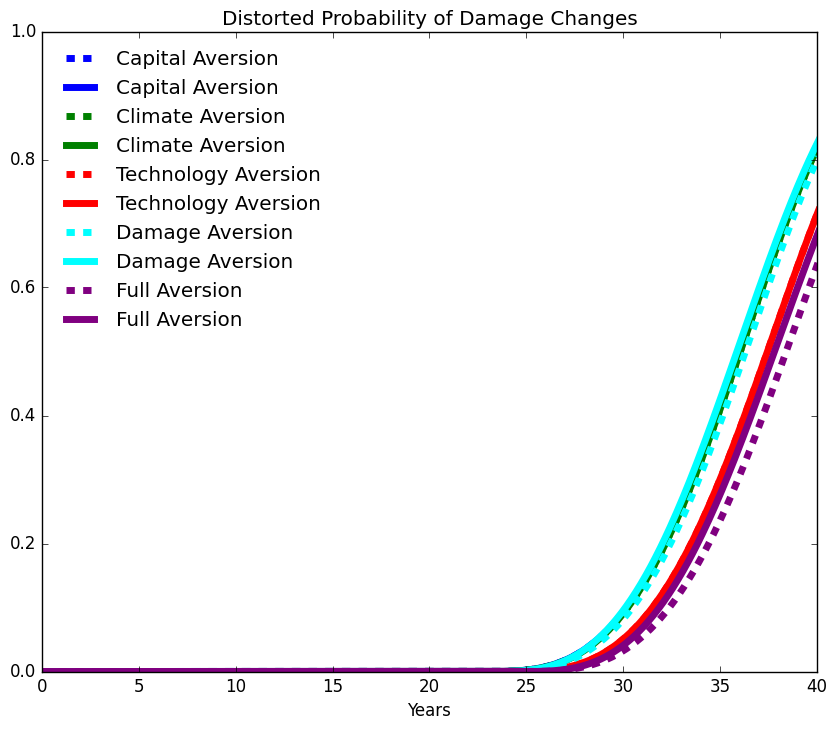 Distorted Probability of Damage Changes
1.0
Capital Aversion
Capital Aversion
Climate Aversion
Climate Aversion
0.8
Technology Aversion
Technology Aversion
Damage Aversion
Damage Aversion
0.6
Full Aversion
Full Aversion
0.4
0.2
0.0
0 5 10 15 20 25 30 35 40
Years